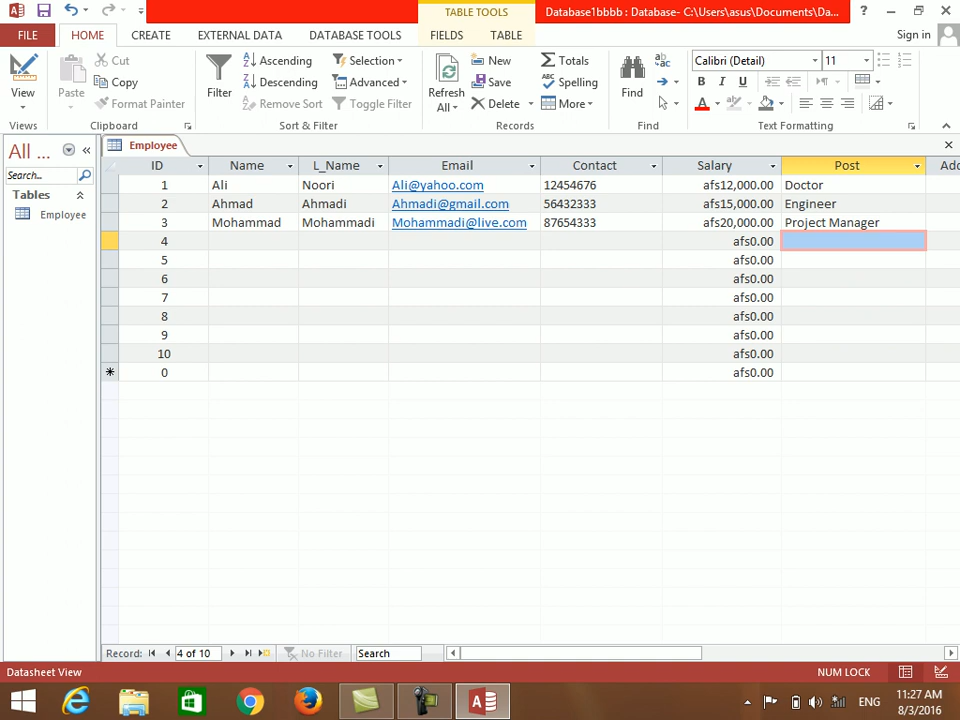 TABLE TOOLS
Database1bbbb : Database- C:\Users\asus\Documents\Da...
FILE HOME CREATE EXTERNAL DATA DATABASE TOOLS FIELDS TABLE Sign in
View
Views
Paste
Cut
Copy
Format Painter
Clipboard
Filter
Ascending
Descending
Remove Sort
Selection
Advanced
Toggle Filter
Sort & Filter
Refresh
All
New
Save
Delete
Totals
Spelling
More
Records
Find
Find
Calibri (Detail) 11
B I U
A
Text Formatting
All ...
Search...
Tables
Employee
Employee
ID Name L_Name Email Contact Salary Post Add
1 Ali Noori Ali@yahoo.com 12454676 afs12,000.00 Doctor
2 Ahmad Ahmadi Ahmadi@gmail.com 56432333 afs15,000.00 Engineer
3 Mohammad Mohammadi Mohammadi@live.com 87654333 afs20,000.00 Project Manager
4 afs0.00
5 afs0.00
6 afs0.00
7 afs0.00
8 afs0.00
9 afs0.00
10 afs0.00
0 afs0.00
Record: 4 of 10 No Filter Search
Datasheet View NUM LOCK
ENG
11:27 AM
8/3/2016